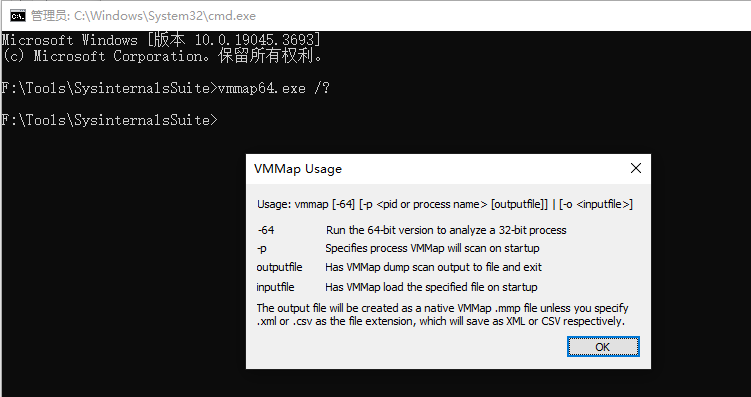 管理员: C:\Windows\System32\cmd.exe
Microsoft Windows [版本 10.0.19045.3693]
(c) Microsoft Corporation。保留所有权利。
F:\Tools\SysinternalsSuite>vmmap64.exe /?
F:\Tools\SysinternalsSuite>
VMMap Usage
Usage: vmmap [-64] [-p <pid or process name> [outputfile]] | [-o <inputfile>]
-64 Run the 64-bit version to analyze a 32-bit process
-p Specifies process VMMap will scan on startup
outputfile Has VMMap dump scan output to file and exit
inputfile Has VMMap load the specified file on startup
The output file will be created as a native VMMap .mmp file unless you specify
.xml or .csv as the file extension, which will save as XML or CSV respectively.
OK